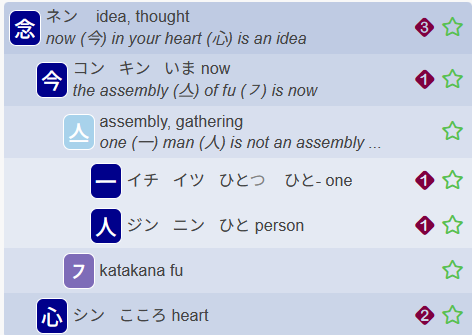 念 ネン idea, thought 3
now (今) in your heart (心) is an idea
今 コン キン いま now 1
the assembly (亼) of fu (フ) is now
亼 assembly, gathering
one (一) man (人) is not an assembly ...
一 イチ イツ ひとつ ひと- one 1
人 ジン ニン ひと person 1
フ katakana fu
心 シン こころ heart 2